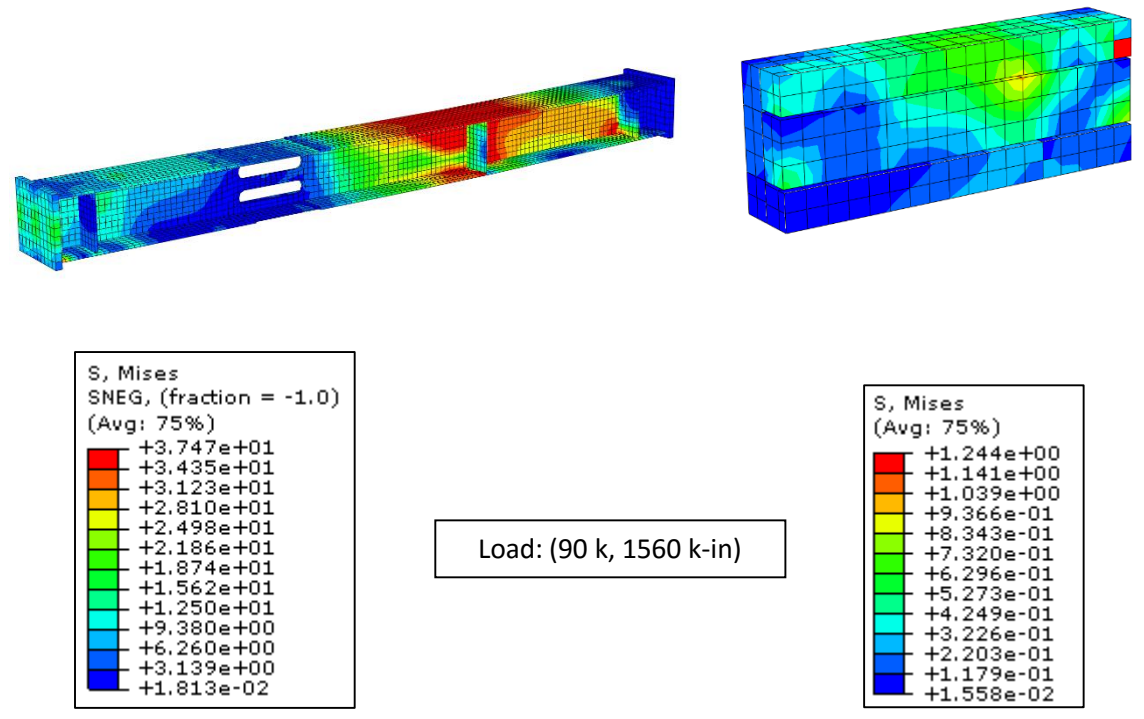 S, Mises
SNEG, (fraction = -1.0)
(Avg: 75%)
+3.747e+01
+3.435e+01
+3.123e+01
+2.810e+01
+2.498e+01
+2.186e+01
+1.874e+01
+1.562e+01
+1.250e+01
+9.380e+00
+6.260e+00
+3.139e+00
+1.813e-02
Load: (90 k, 1560 k-in)
S, Mises
(Avg: 75%)
+1.244e+00
+1.141e+00
+1.039e+00
+9.366e-01
+8.343e-01
+7.320e-01
+6.296e-01
+5.273e-01
+4.249e-01
+3.226e-01
+2.203e-01
+1.179e-01
+1.558e-02